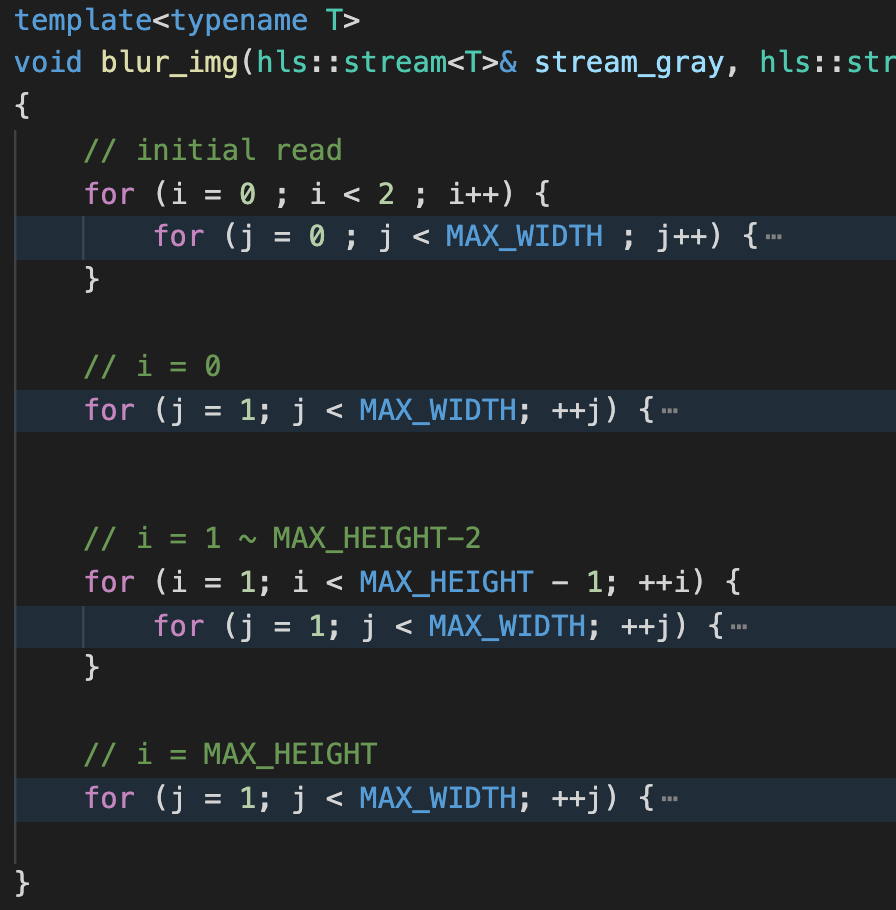 template<typename T>
void blur_img(hls::stream<T>& stream_gray, hls::str
{
// initial read
for (i = 0 ; i < 2 ; i++) {
for (j = 0 ; j < MAX_WIDTH ; j++) {⋯
}
// i = 0
for (j = 1; j < MAX_WIDTH; ++j) {⋯
// i = 1 ~ MAX_HEIGHT-2
for (i = 1; i < MAX_HEIGHT - 1; ++i) {
for (j = 1; j < MAX_WIDTH; ++j) {⋯
}
// i = MAX_HEIGHT
for (j = 1; j < MAX_WIDTH; ++j) {⋯
}